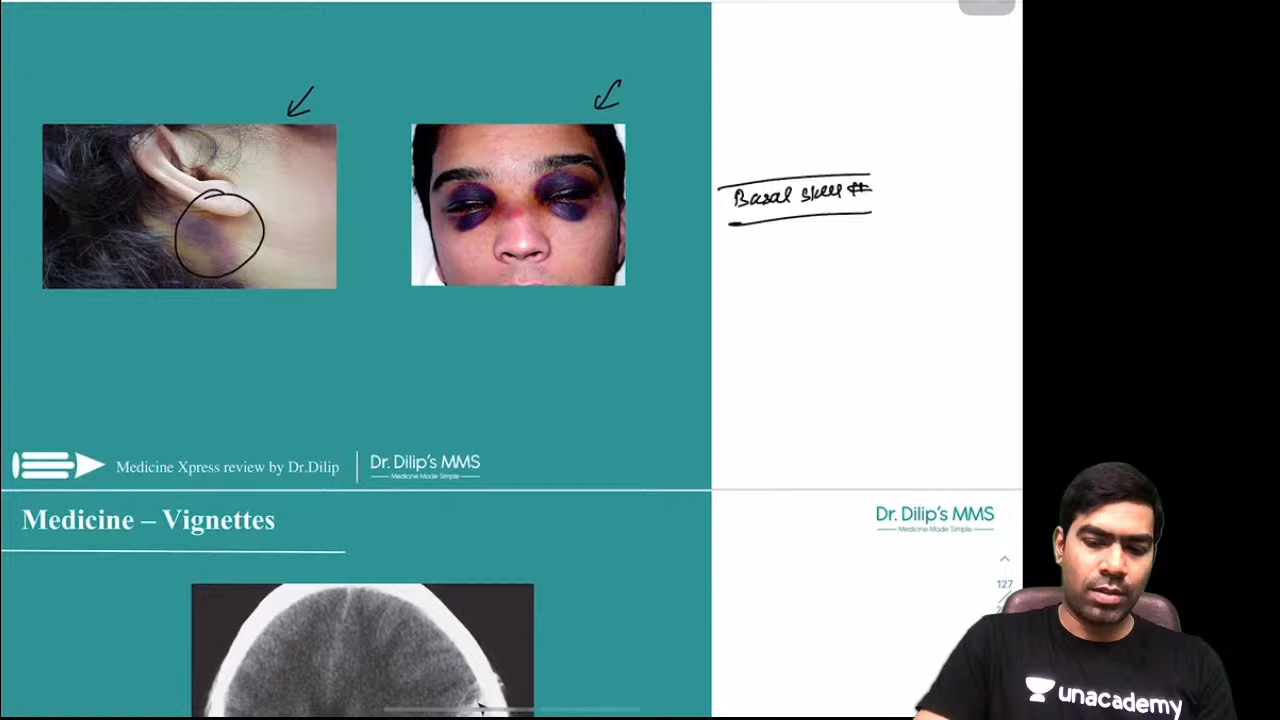 Basal skull #
Medicine Xpress review by Dr.Dilip
Dr. Dilip's MMS
Medicine Made Simple
Medicine – Vignettes
Dr. Dilip's MMS
Medicine Made Simple
127
unacademy